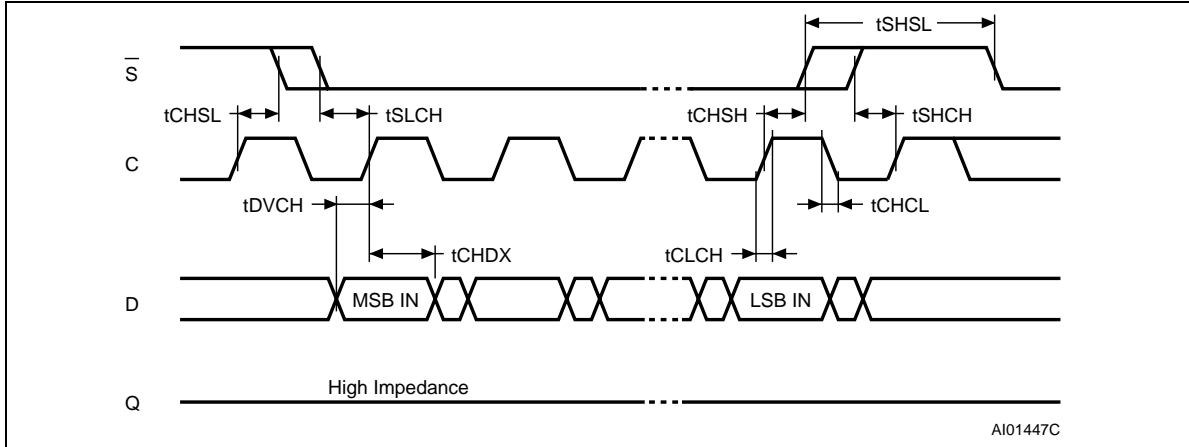 tSHSL
S
tCHSL
tSLCH
tCHSH
tSHCH
C
tDVCH
tCHCL
tCHDX
tCLCH
D
MSB IN
LSB IN
High Impedance
Q
AI01447C